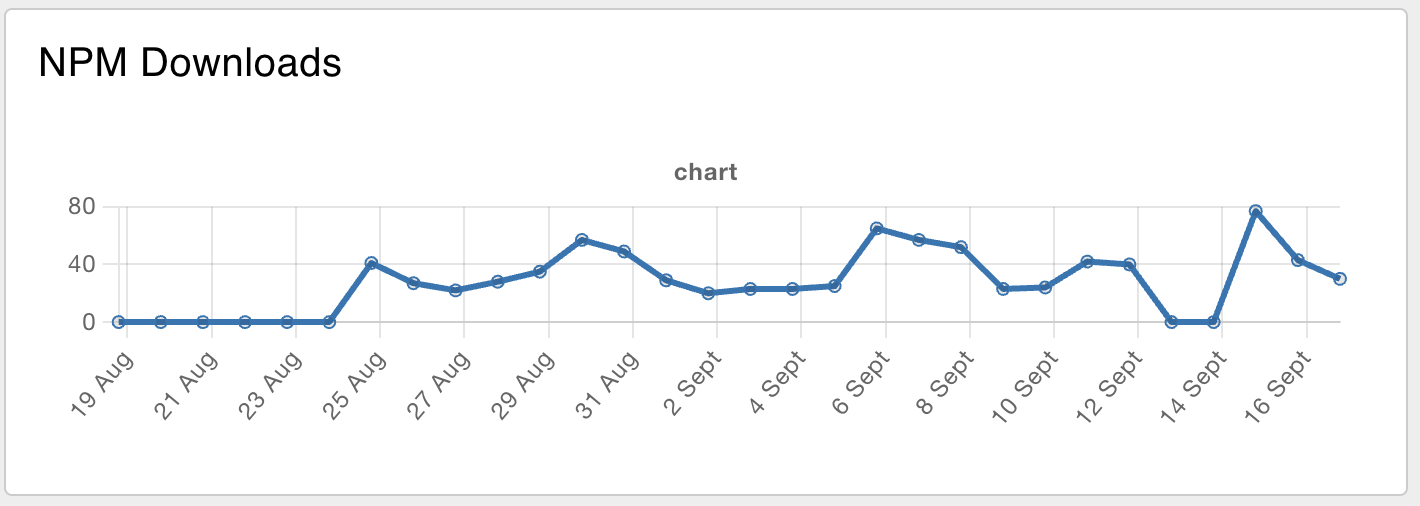 NPM Downloads
chart
80
40
0
19 Aug
21 Aug
23 Aug
25 Aug
27 Aug
29 Aug
31 Aug
2 Sept
4 Sept
6 Sept
8 Sept
10 Sept
12 Sept
14 Sept
16 Sept